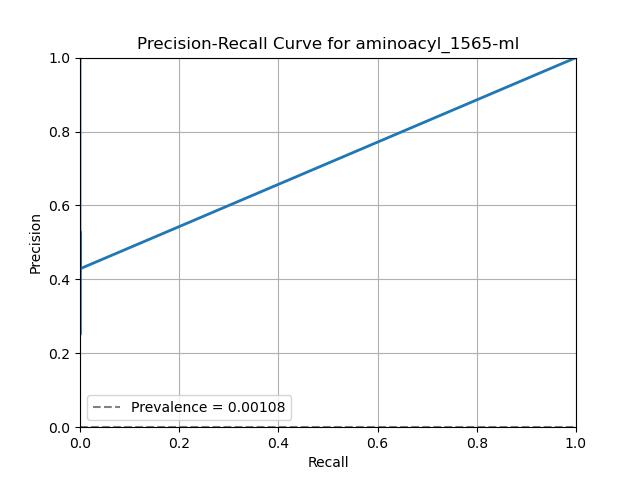 Precision-Recall Curve for aminoacyl_1565-ml
1.0
0.8
0.6
0.4
0.2
0.0
Precision
Prevalence = 0.00108
0.0 0.2 0.4 0.6 0.8 1.0
Recall